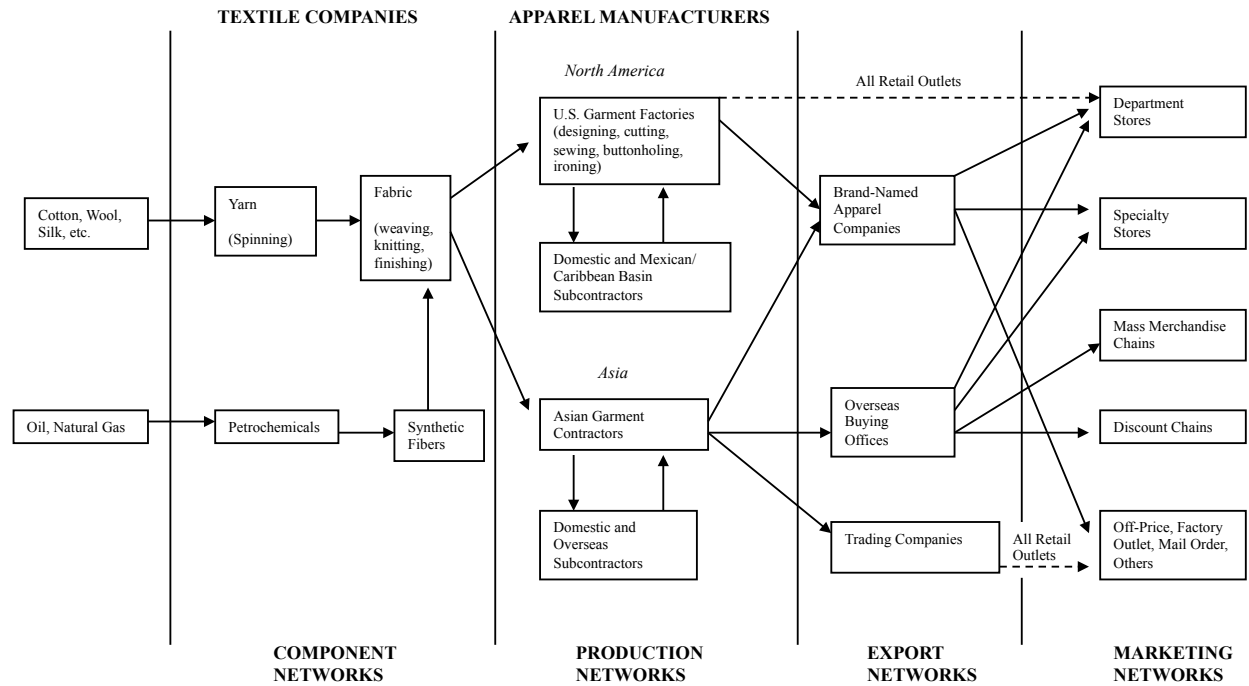 TEXTILE COMPANIES
APPAREL MANUFACTURERS
North America
All Retail Outlets
U.S. Garment Factories
(designing, cutting,
sewing, buttonholing,
ironing)
Department
Stores
Cotton, Wool,
Silk, etc.
Yarn
(Spinning)
Fabric
(weaving,
knitting,
finishing)
Domestic and Mexican/
Caribbean Basin
Subcontractors
Brand-Named
Apparel
Companies
Specialty
Stores
Mass Merchandise
Chains
Asia
Oil, Natural Gas
Petrochemicals
Synthetic
Fibers
Asian Garment
Contractors
Overseas
Buying
Offices
Discount Chains
Domestic and
Overseas
Subcontractors
Trading Companies
All Retail
Outlets
Off-Price, Factory
Outlet, Mail Order,
Others
COMPONENT
NETWORKS
PRODUCTION
NETWORKS
EXPORT
NETWORKS
MARKETING
NETWORKS